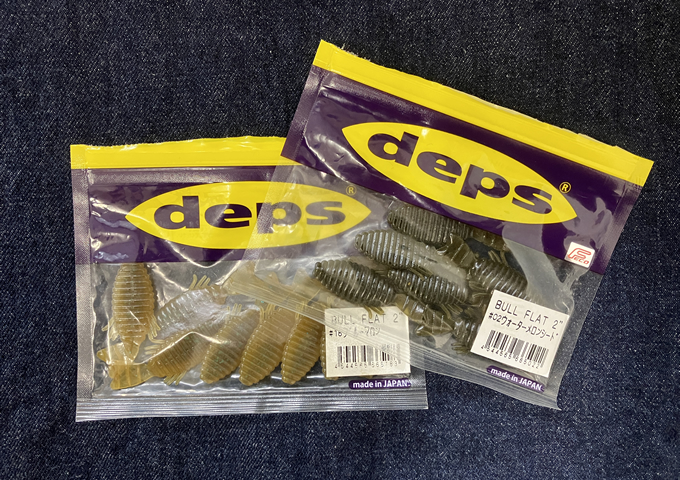 deps®
BULL FLAT 2"
made in JAPAN.
deps®
FECO
BULL FLAT 2"
#02ウォーターメロンシード
made in JAPAN.